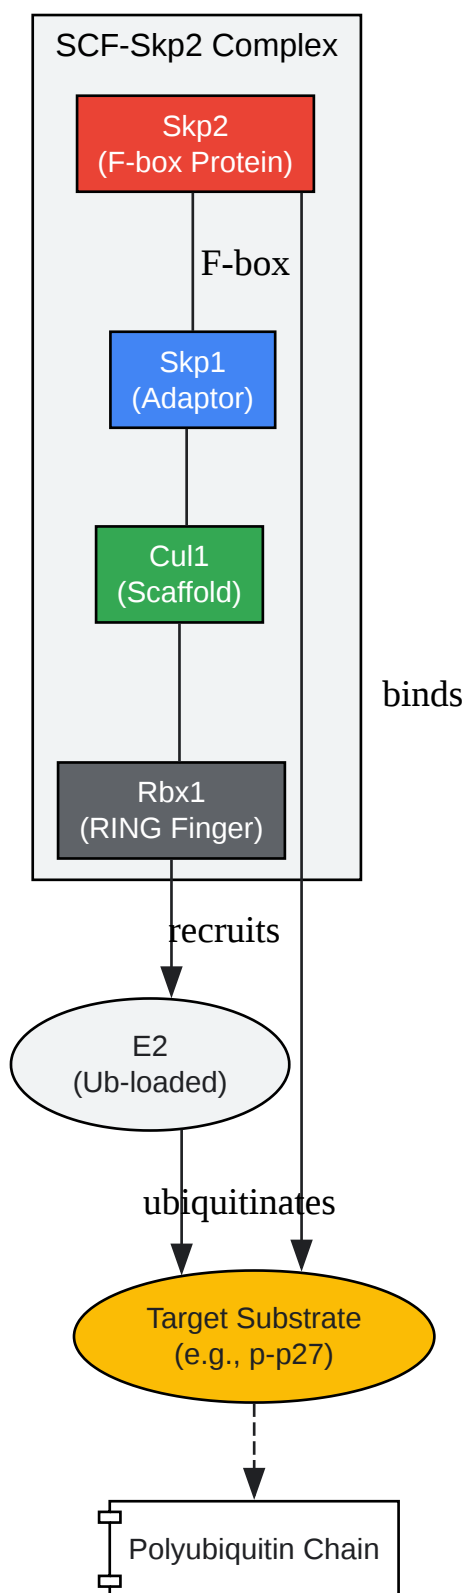 SCF-Skp2 Complex
Skp2
(F-box Protein)
F-box
Skp1
(Adaptor)
Cul1
(Scaffold)
binds
Rbx1
(RING Finger)
recruits
E2
(Ub-loaded)
ubiquitinates
Target Substrate
(e.g., p-p27)
Polyubiquitin Chain